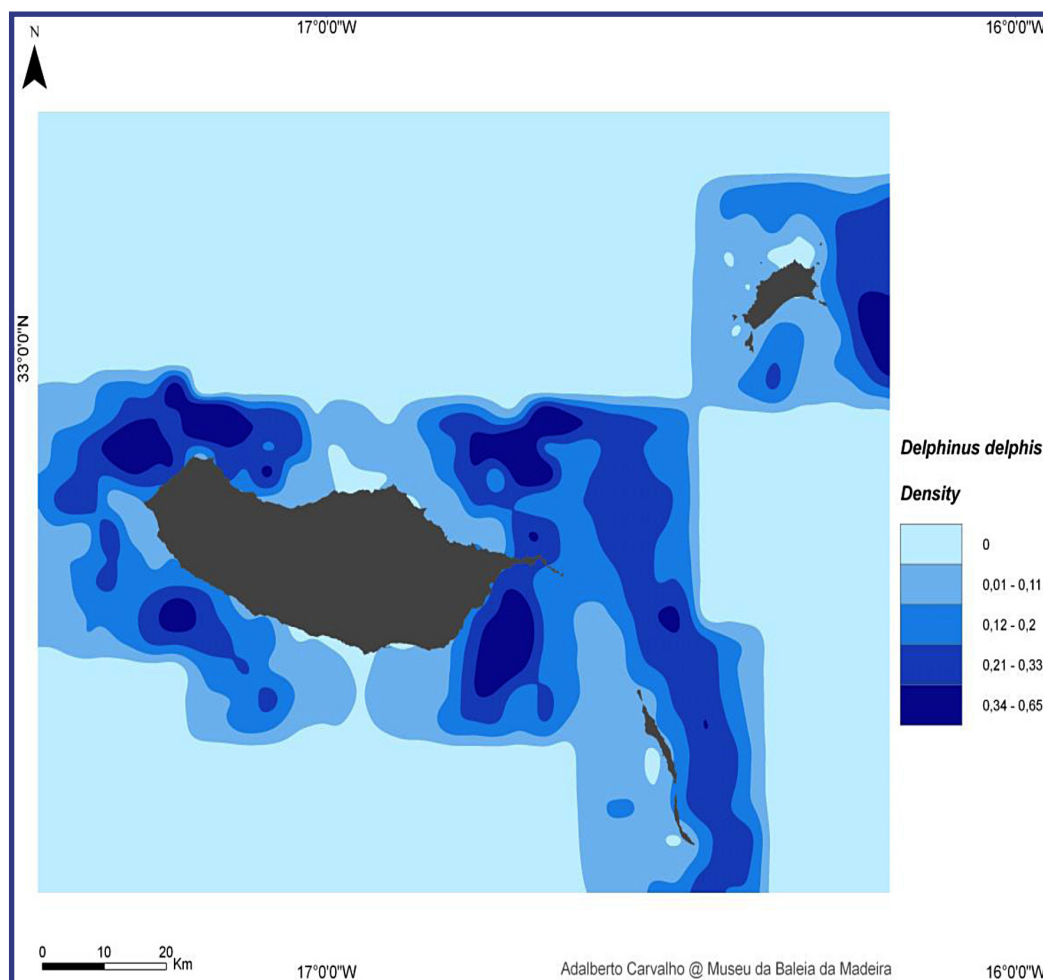 17°0'0"W
16°0'0"W
N
33°0'0"N
Delphinus delphis
Density
0
0,01 - 0,11
0,12 - 0,2
0,21 - 0,33
0,34 - 0,65
0 10 20
Km
17°0'0"W
Adalberto Carvalho @ Museu da Baleia da Madeira
16°0'0"W